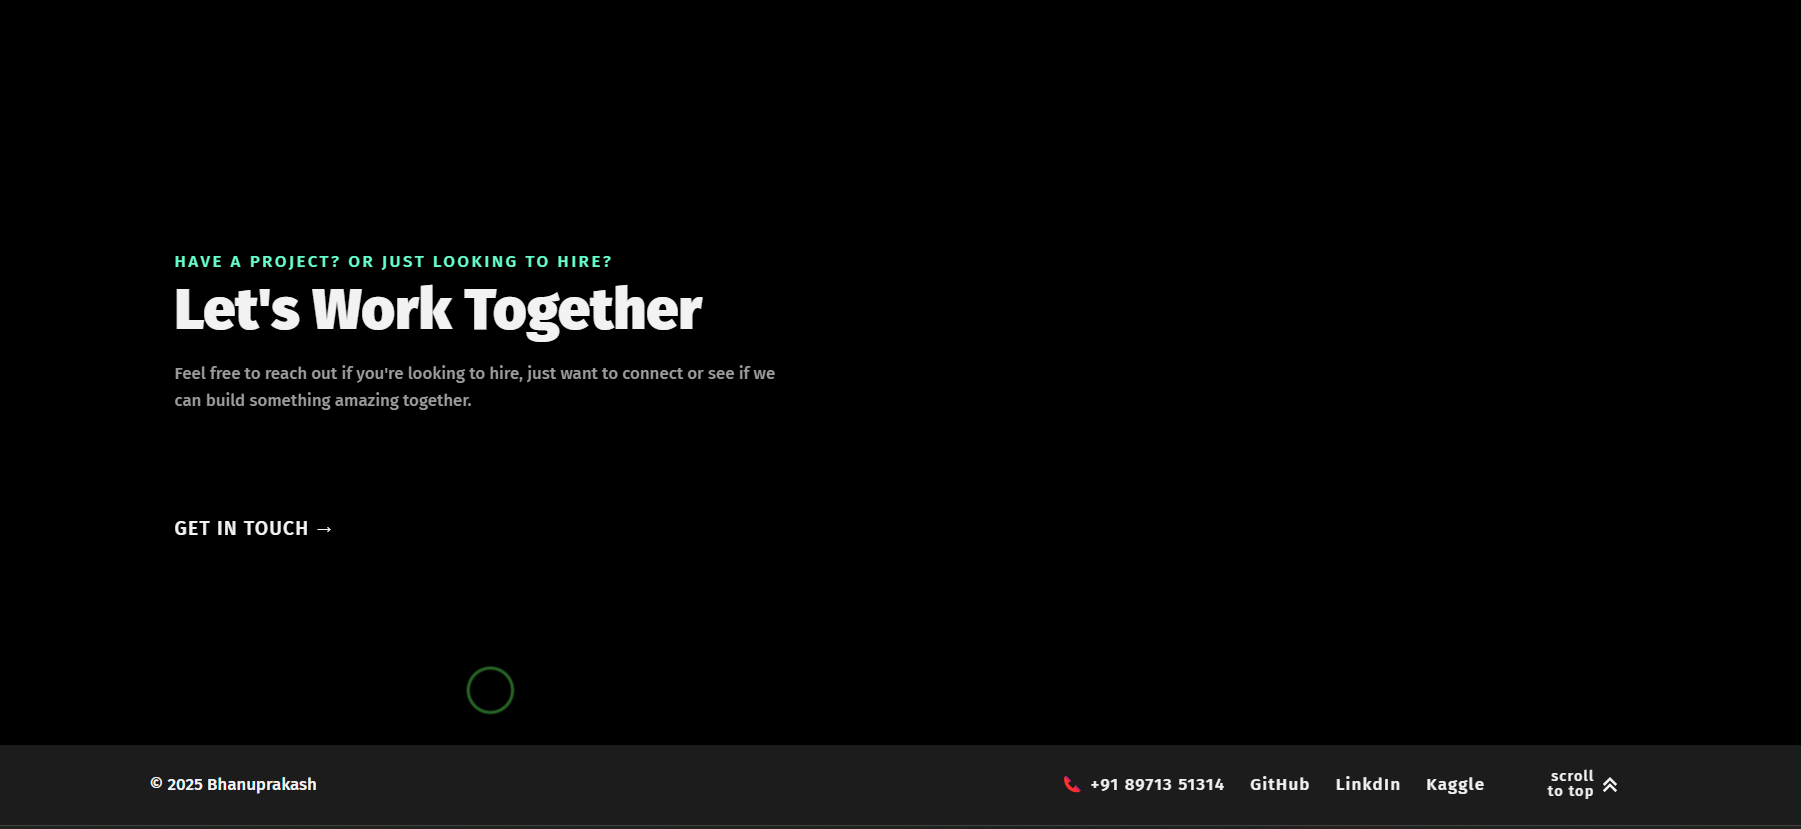 HAVE A PROJECT? OR JUST LOOKING TO HIRE?
Let's Work Together
Feel free to reach out if you're looking to hire, just want to connect or see if we
can build something amazing together.
GET IN TOUCH →
© 2025 Bhanuprakash
+91 89713 51314 GitHub LinkdIn Kaggle
scroll
to top